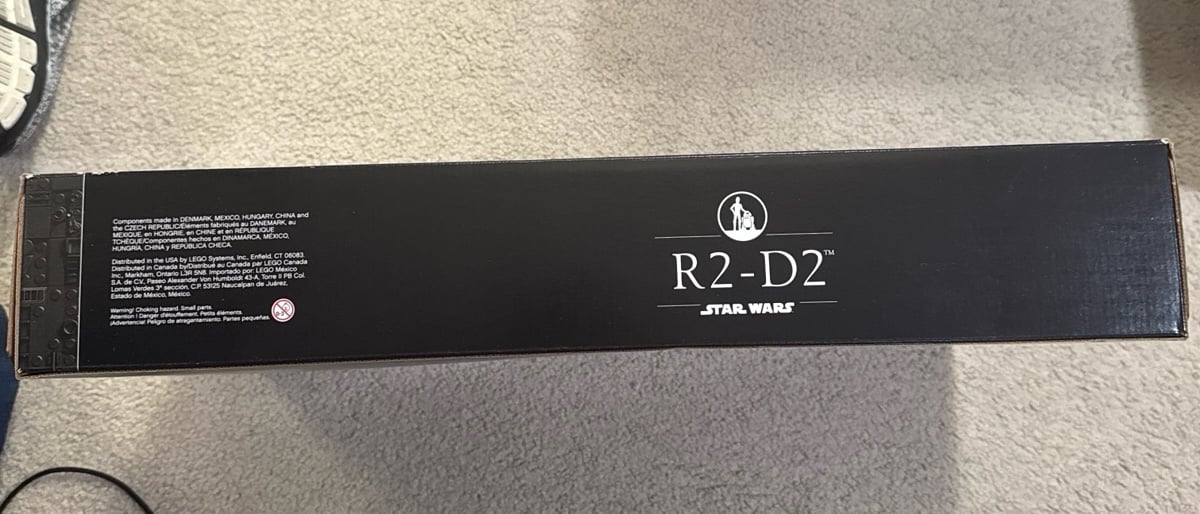 Components made in DENMARK, MEXICO, HUNGARY, CHINA and
the CZECH REPUBLIC/Éléments fabriqués au DANEMARK, au
MEXIQUE, en HONGRIE, en CHINE et en RÉPUBLIQUE
TCHÈQUE/Componentes hechos en DINAMARCA, MÉXICO,
HUNGRÍA, CHINA y REPÚBLICA CHECA.
Distributed in the USA by LEGO Systems, Inc., Enfield, CT 06083.
Distributed in Canada by/Distribué au Canada par LEGO Canada
Inc., Markham, Ontario L3R 5N8. Importado por: LEGO México
S.A. de C.V., Paseo Alexander Von Humboldt 43-A, Torre II PB Col.
Lomas Verdes 3ª sección, C.P. 53125 Naucalpan de Juárez,
Estado de México, México.
Warning! Choking hazard. Small parts.
Attention ! Danger d'étouffement. Petits éléments.
¡Advertencia! Peligro de atragantamiento. Partes pequeñas.
R2-D2™
STAR WARS